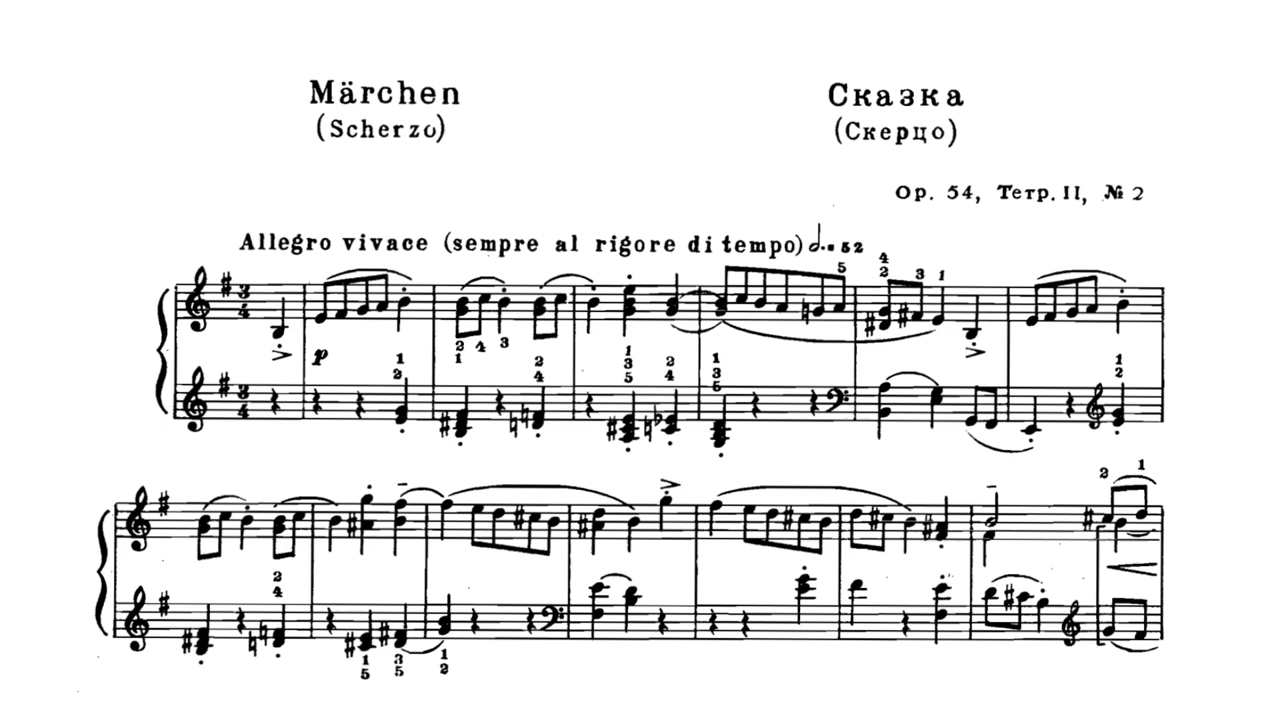 Märchen
(Scherzo)
Сказка
(Скерцо)
Op. 54, Тетр. II, № 2
Allegro vivace (sempre al rigore di tempo) 𝅗𝅥. = 52
p